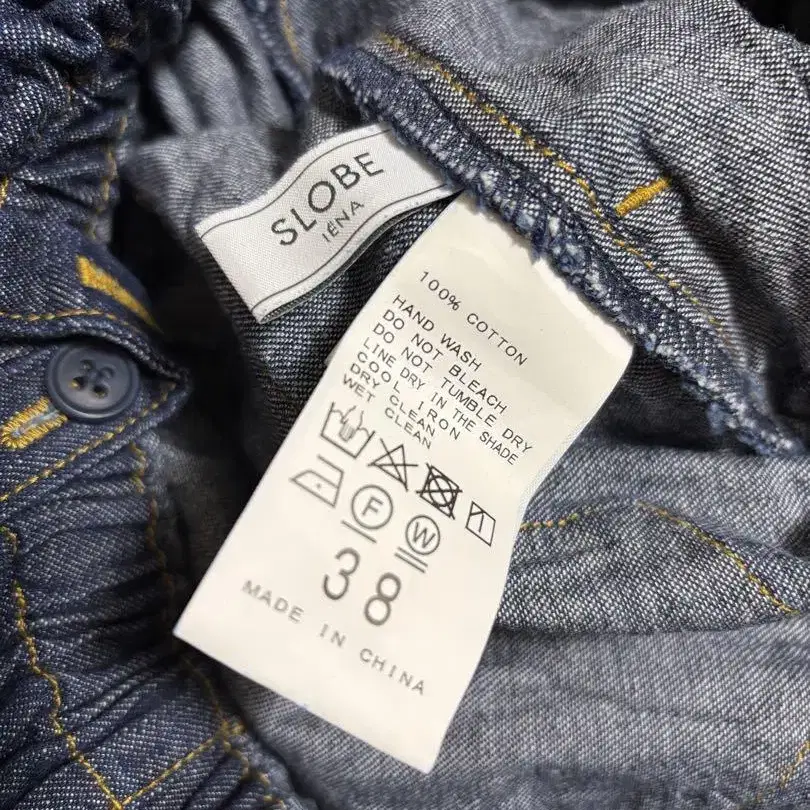 SLOBE
IÉNA
100% COTTON
HAND WASH
DO NOT BLEACH
DO NOT TUMBLE DRY
LINE DRY IN THE SHADE
COOL IRON
DRY CLEAN
WET CLEAN
F
W
38
MADE IN CHINA